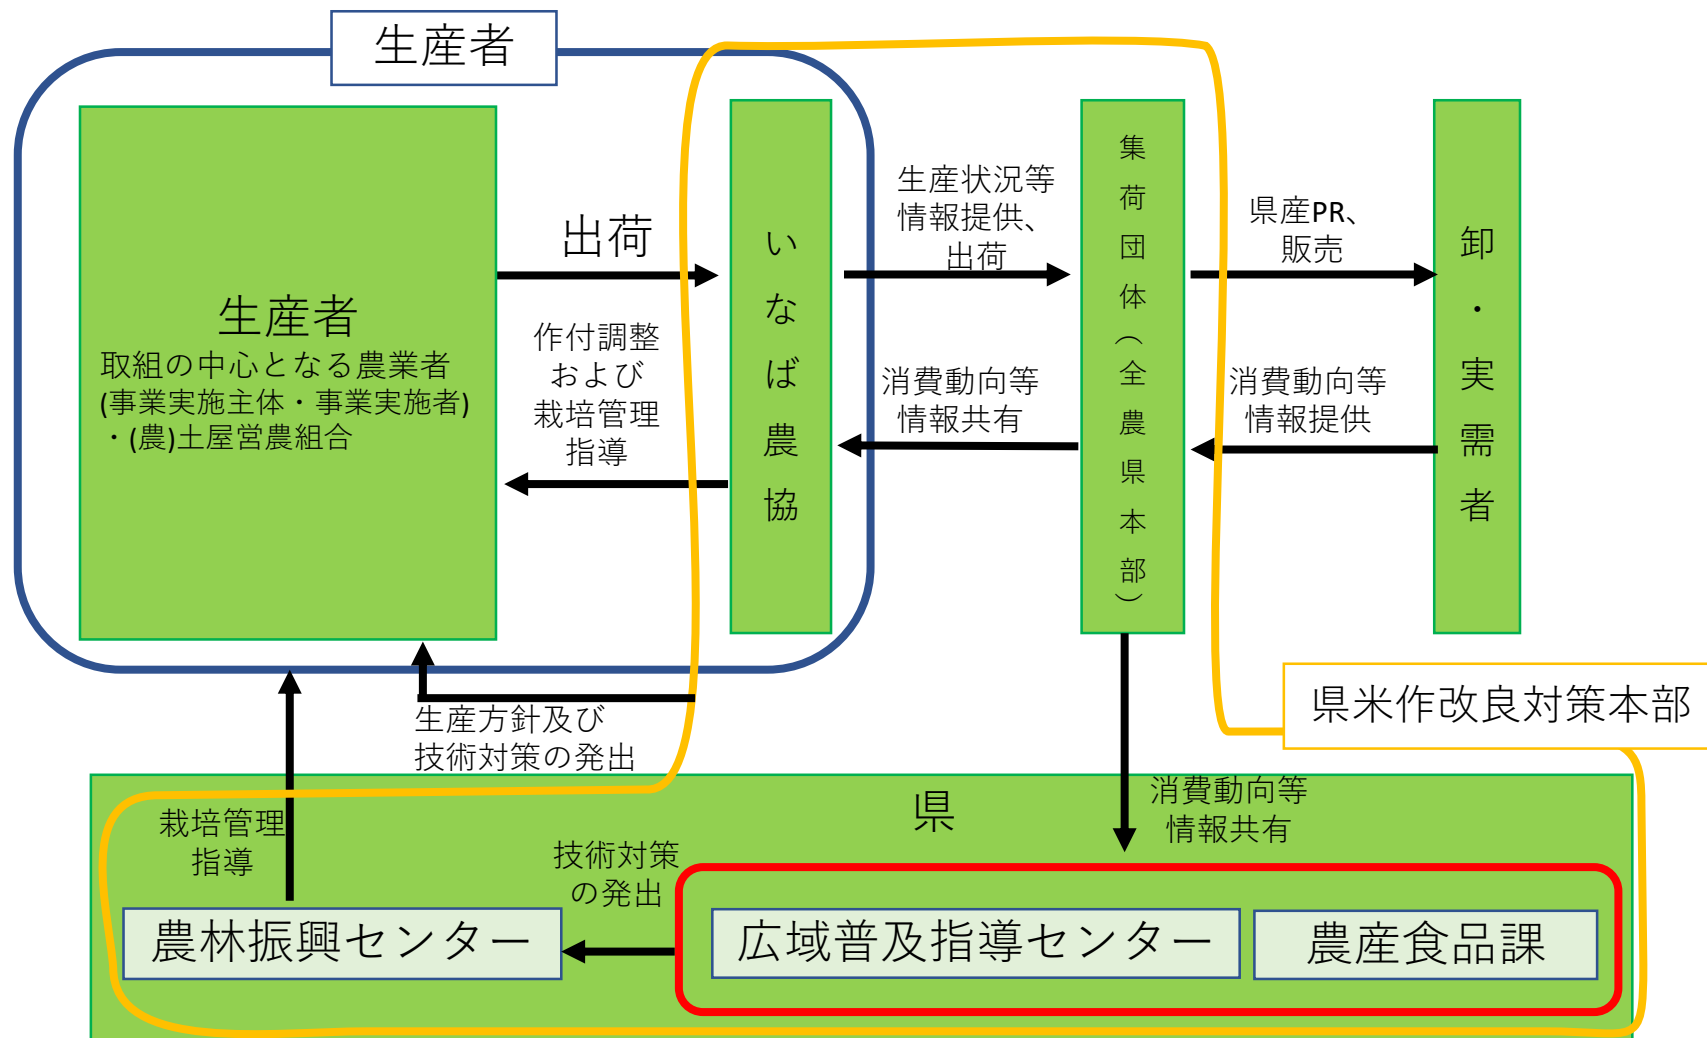 生産者
生産者
取組の中心となる農業者
(事業実施主体・事業実施者)
・(農)土屋営農組合
出荷
作付調整
および
栽培管理
指導
いなば農協
生産状況等
情報提供、
出荷
消費動向等
情報共有
集荷団体(全農県本部)
県産PR、
販売
消費動向等
情報提供
卸・実需者
県米作改良対策本部
生産方針及び
技術対策の発出
県
消費動向等
情報共有
栽培管理
指導
技術対策
の発出
農林振興センター
広域普及指導センター
農産食品課